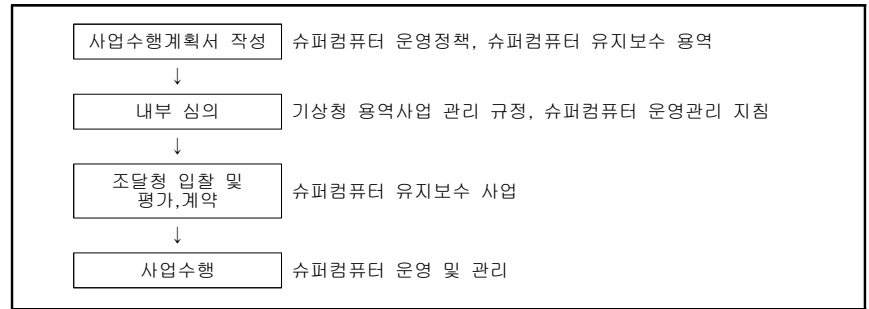 사업수행계획서 작성 슈퍼컴퓨터 운영정책, 슈퍼컴퓨터 유지보수 용역
↓
내부 심의 기상청 용역사업 관리 규정, 슈퍼컴퓨터 운영관리 지침
↓
조달청 입찰 및
평가,계약 슈퍼컴퓨터 유지보수 사업
↓
사업수행 슈퍼컴퓨터 운영 및 관리